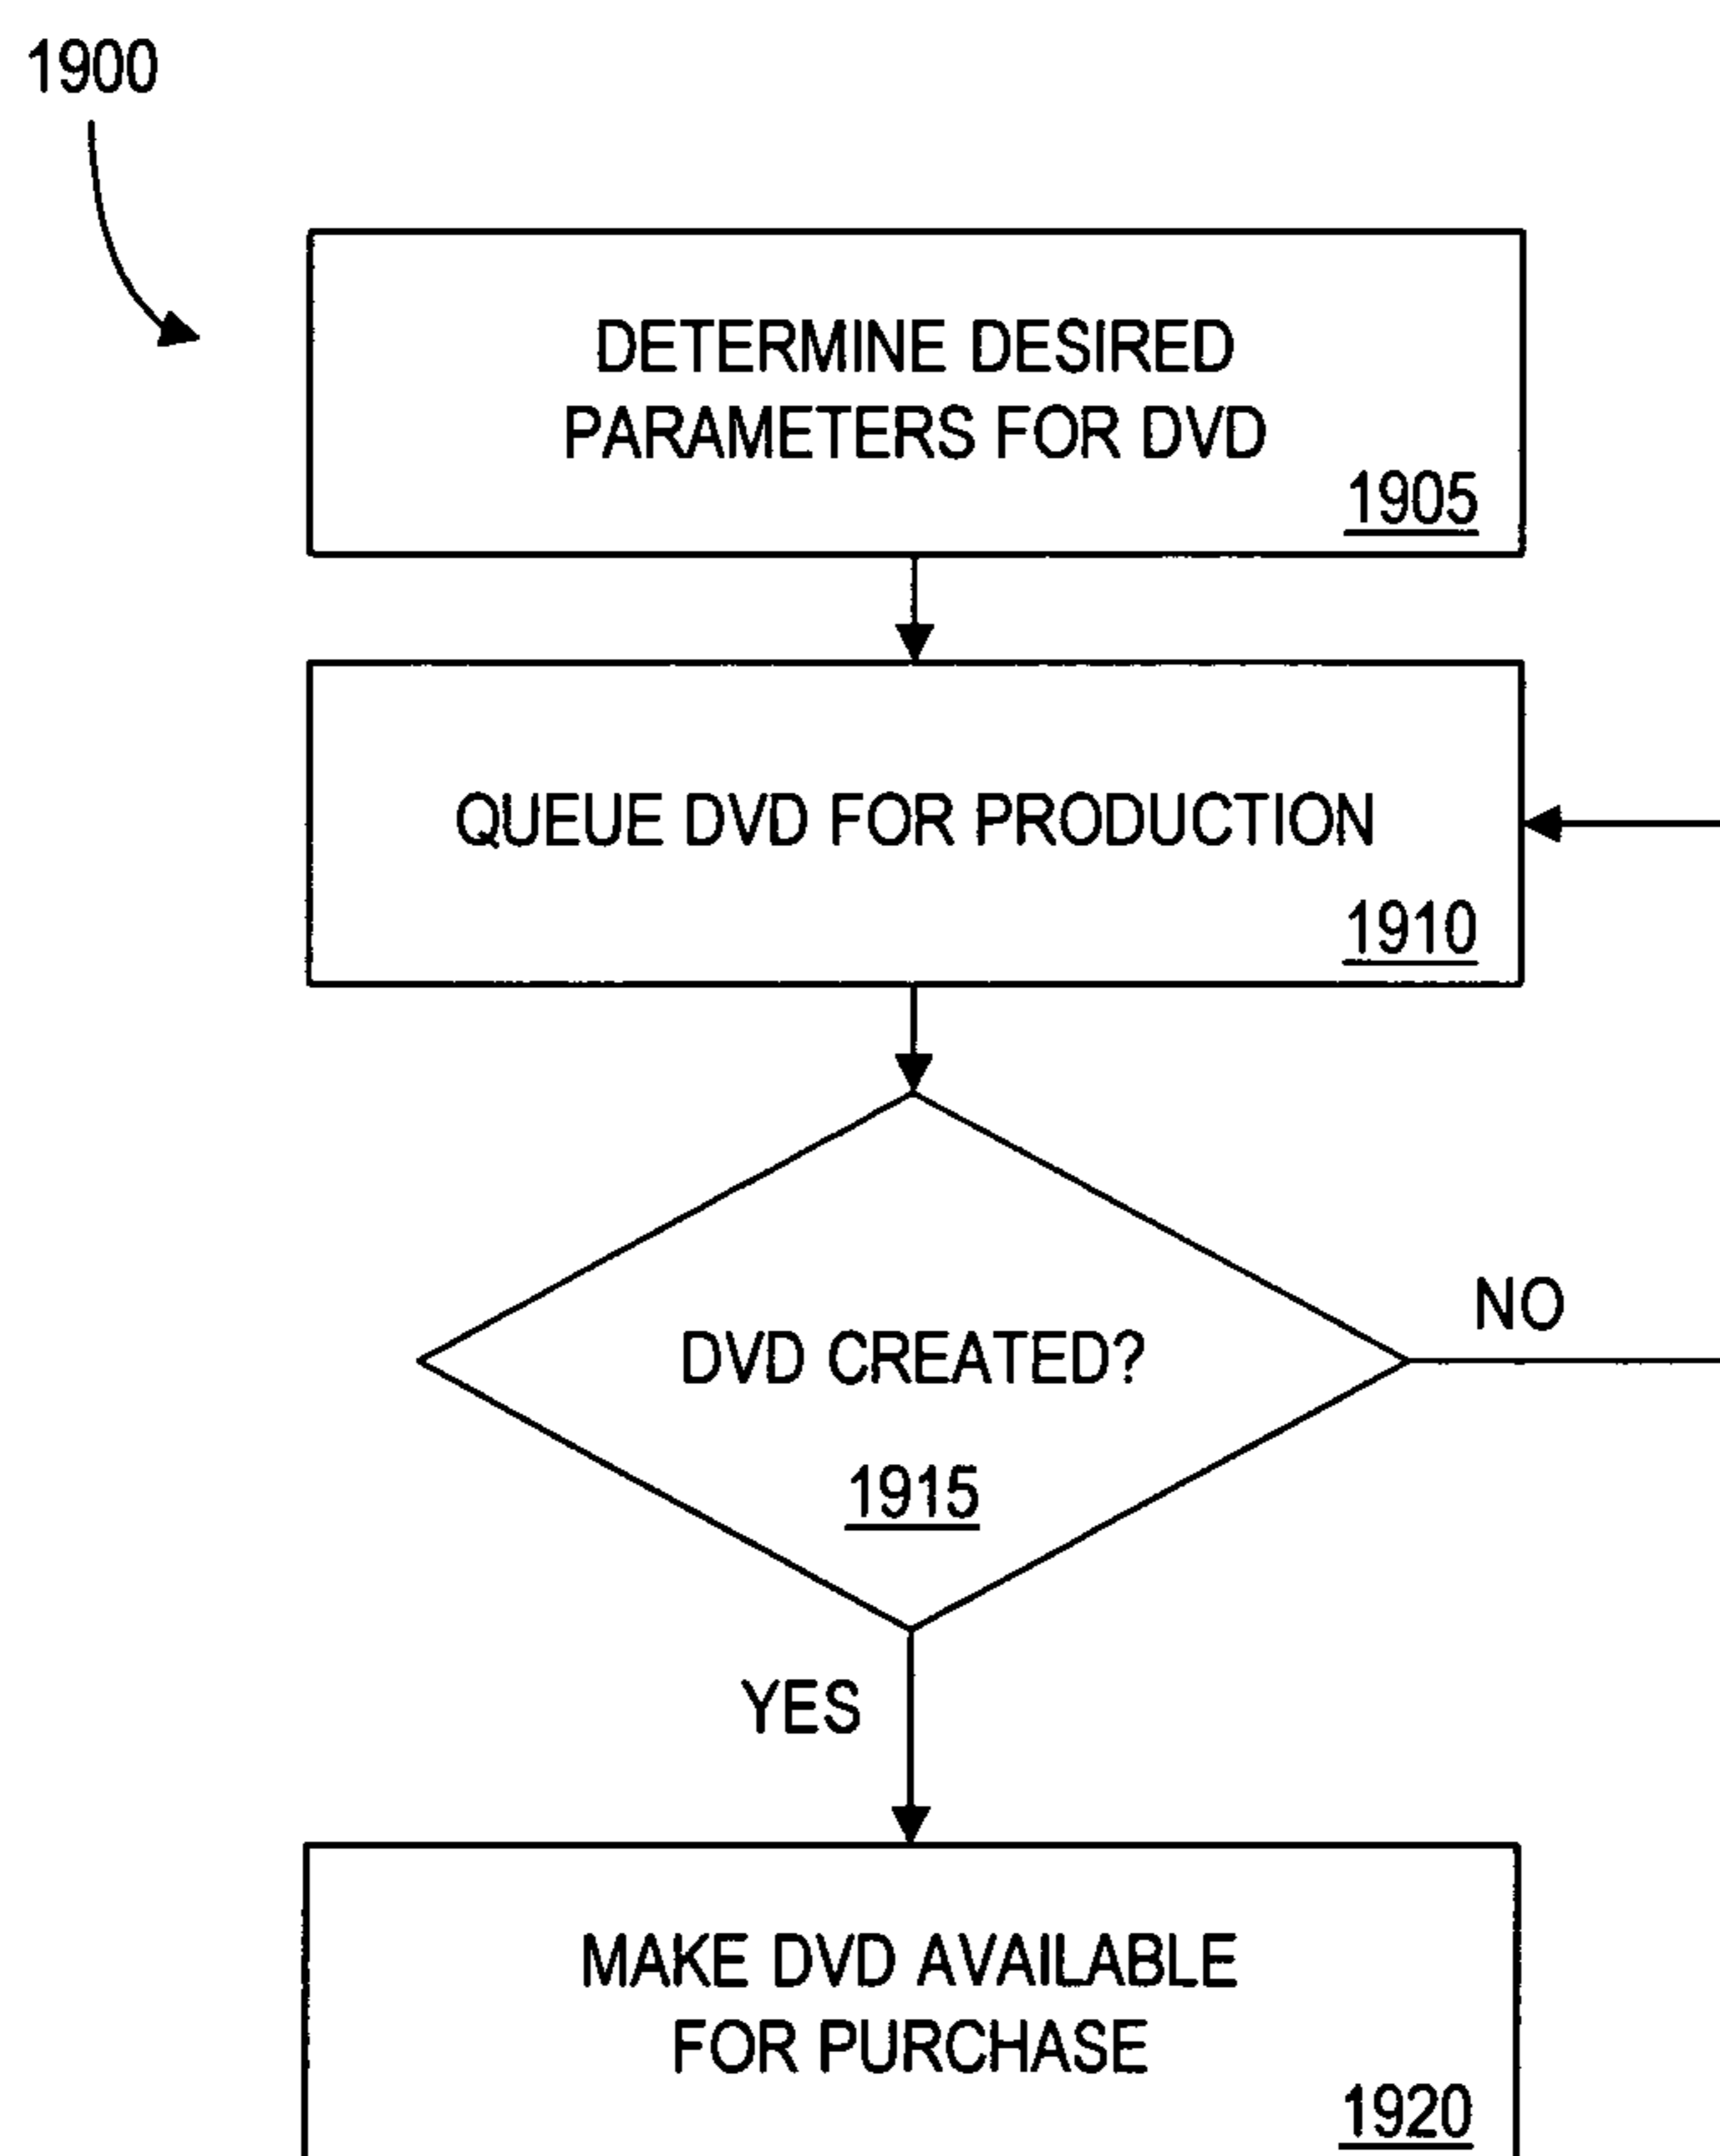 1900
DETERMINE DESIRED
PARAMETERS FOR DVD
1905
QUEUE DVD FOR PRODUCTION
1910
DVD CREATED?
NO
1915
YES
MAKE DVD AVAILABLE
FOR PURCHASE
1920